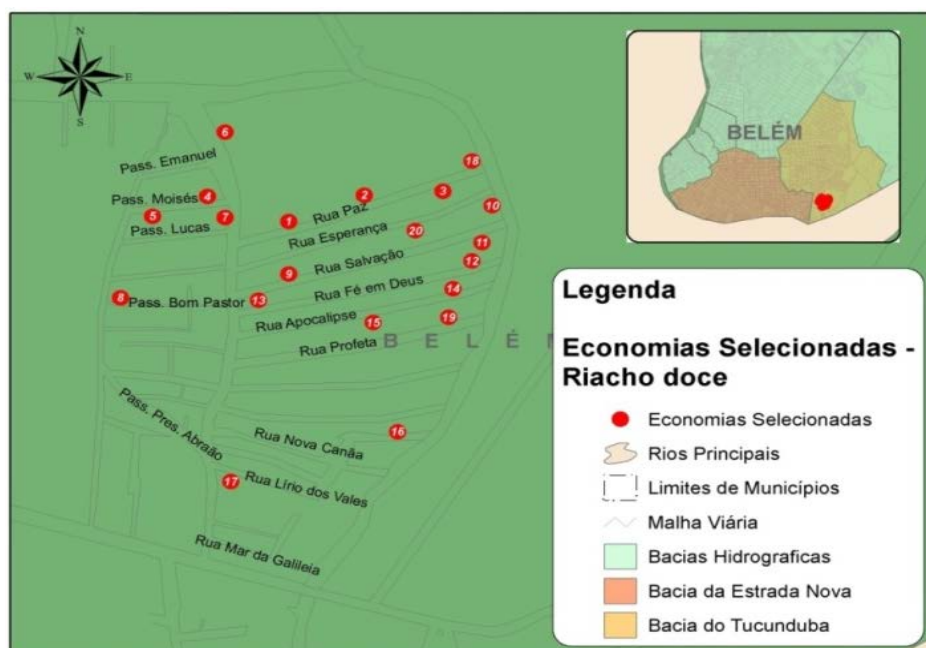 N
W
E
S
BELÉM
6
Pass. Emanuel
18
Pass. Moisés
4
2
3
5
7
1
Rua Paz
10
Pass. Lucas
Rua Esperança
20
11
9
Rua Salvação
12
8
Pass. Bom Pastor
13
Rua Fé em Deus
14
Rua Apocalipse
15
19
Rua Profeta
B E L É M
Pass. Pres. Abraão
Rua Nova Canãa
16
17
Rua Lírio dos Vales
Rua Mar da Galileia
Legenda
Economias Selecionadas -
Riacho doce
Economias Selecionadas
Rios Principais
Limites de Municípios
Malha Viária
Bacias Hidrograficas
Bacia da Estrada Nova
Bacia do Tucunduba